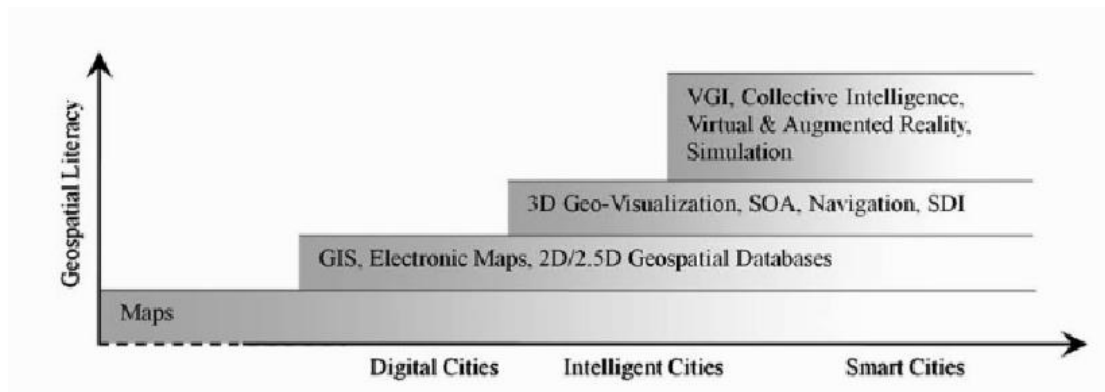 Geospatial Literacy
VGI, Collective Intelligence,
Virtual & Augmented Reality,
Simulation
3D Geo-Visualization, SOA, Navigation, SDI
GIS, Electronic Maps, 2D/2.5D Geospatial Databases
Maps
Digital Cities
Intelligent Cities
Smart Cities